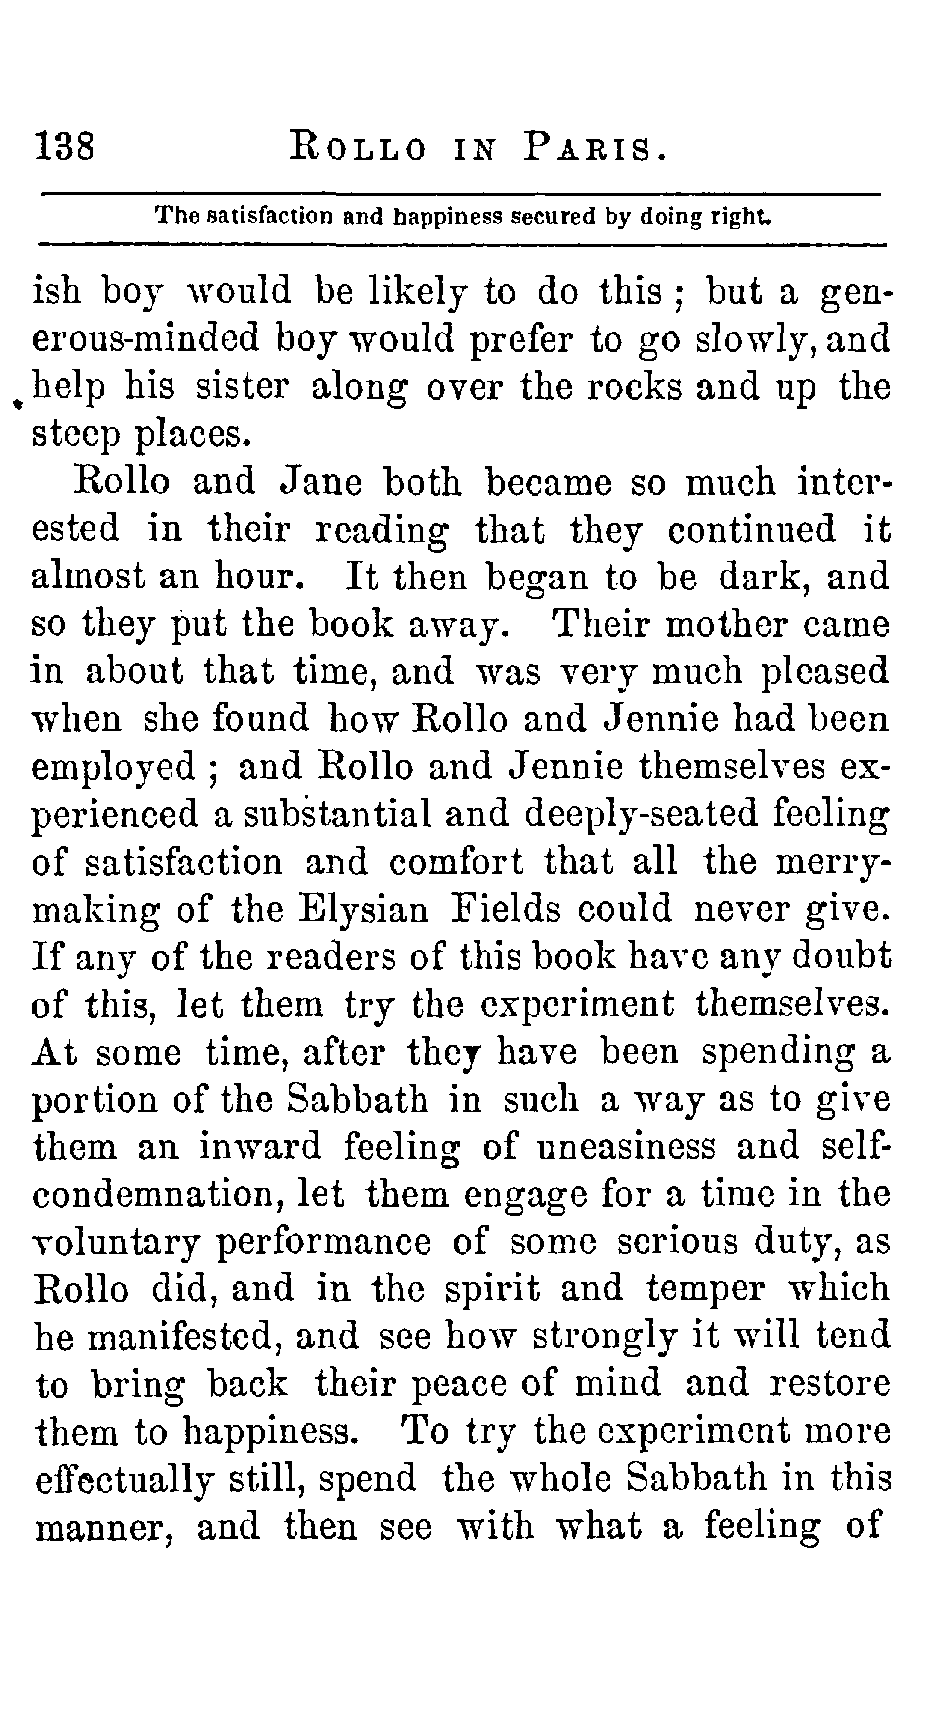 138 ROLLO IN PARIS.
The satisfaction and happiness secured by doing right.
ish boy would be likely to do this ; but a gen-
erous-minded boy would prefer to go slowly, and
help his sister along over the rocks and up the
steep places.
Rollo and Jane both became so much inter-
ested in their reading that they continued it
almost an hour. It then began to be dark, and
so they put the book away. Their mother came
in about that time, and was very much pleased
when she found how Rollo and Jennie had been
employed ; and Rollo and Jennie themselves ex-
perienced a substantial and deeply-seated feeling
of satisfaction and comfort that all the merry-
making of the Elysian Fields could never give.
If any of the readers of this book have any doubt
of this, let them try the experiment themselves.
At some time, after they have been spending a
portion of the Sabbath in such a way as to give
them an inward feeling of uneasiness and self-
condemnation, let them engage for a time in the
voluntary performance of some serious duty, as
Rollo did, and in the spirit and temper which
he manifested, and see how strongly it will tend
to bring back their peace of mind and restore
them to happiness. To try the experiment more
effectually still, spend the whole Sabbath in this
manner, and then see with what a feeling of